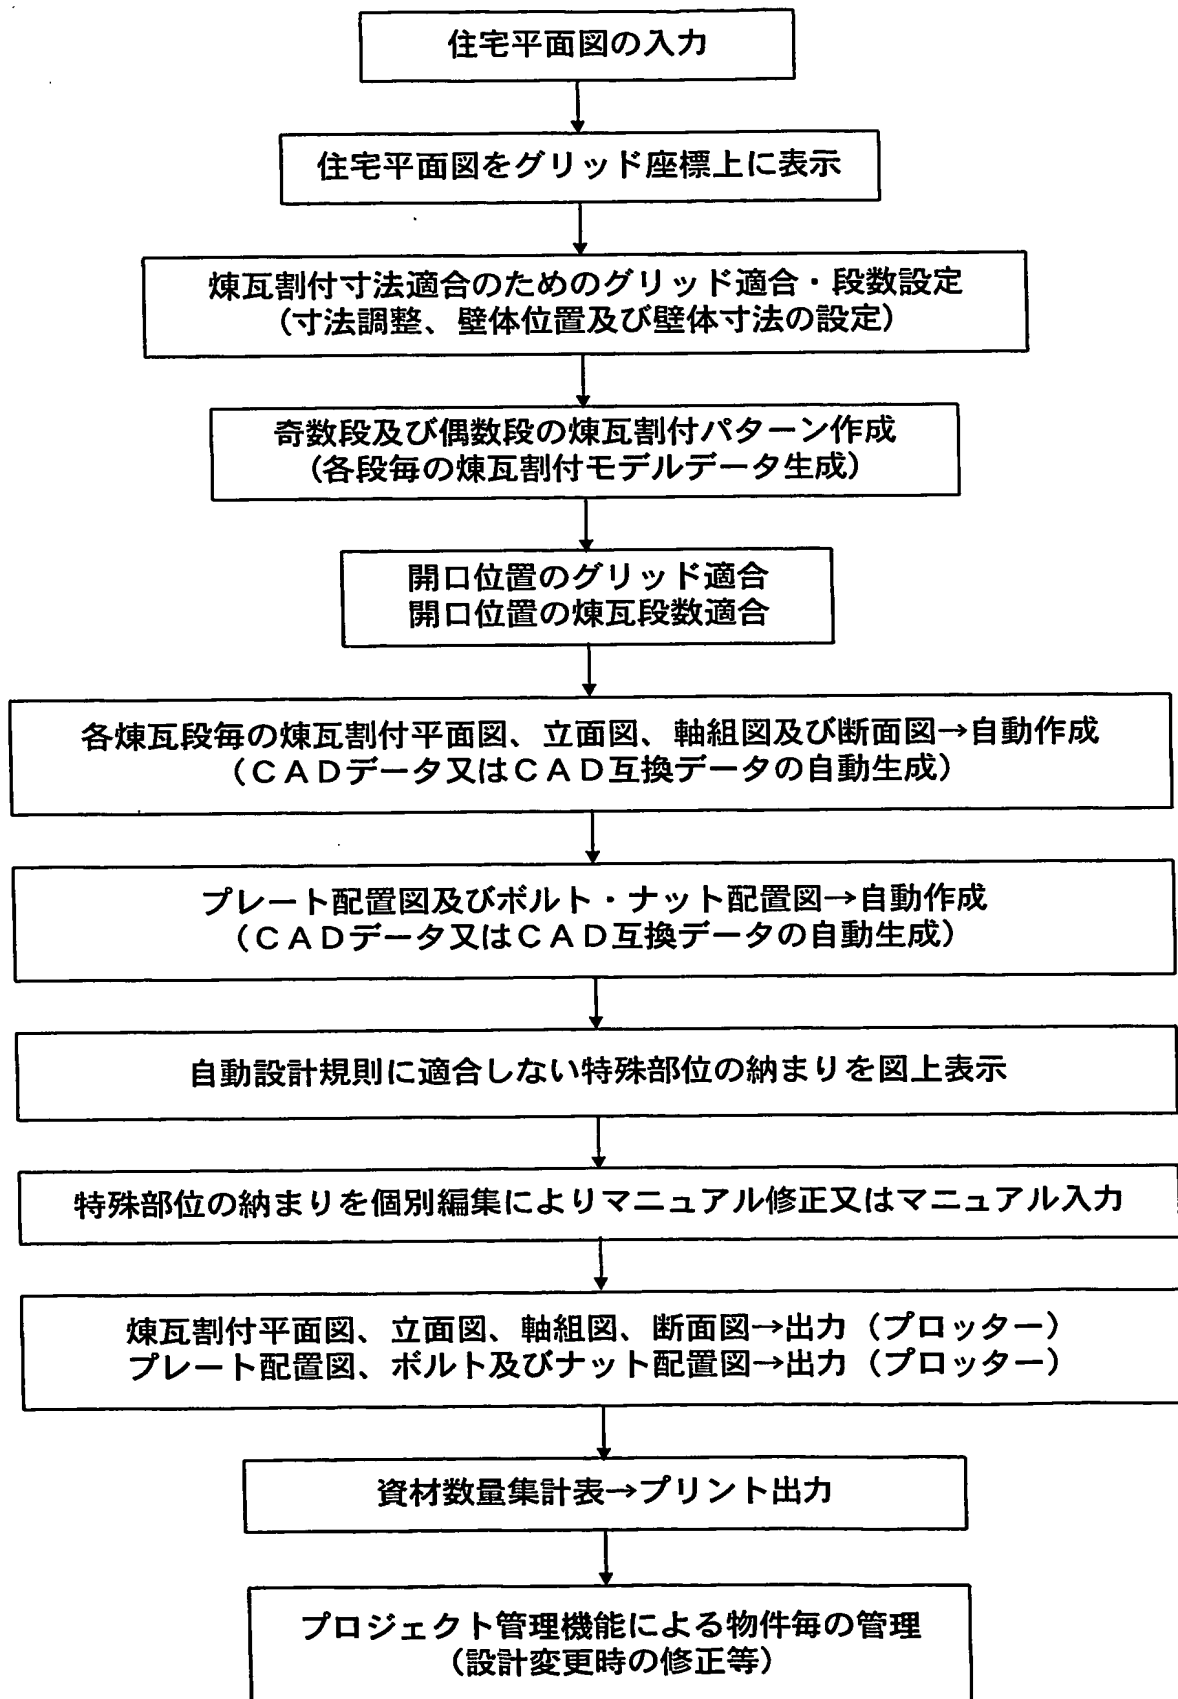 住宅平面図の入力
住宅平面図をグリッド座標上に表示
煉瓦割付寸法適合のためのグリッド適合・段数設定
(寸法調整、壁体位置及び壁体寸法の設定)
奇数段及び偶数段の煉瓦割付パターン作成
(各段毎の煉瓦割付モデルデータ生成)
開口位置のグリッド適合
開口位置の煉瓦段数適合
各煉瓦段毎の煉瓦割付平面図、立面図、軸組図及び断面図→自動作成
(CADデータ又はCAD互換データの自動生成)
プレート配置図及びボルト・ナット配置図→自動作成
(CADデータ又はCAD互換データの自動生成)
自動設計規則に適合しない特殊部位の納まりを図上表示
特殊部位の納まりを個別編集によりマニュアル修正又はマニュアル入力
煉瓦割付平面図、立面図、軸組図、断面図→出力(プロッター)
プレート配置図、ボルト及びナット配置図→出力(プロッター)
資材数量集計表→プリント出力
プロジェクト管理機能による物件毎の管理
(設計変更時の修正等)